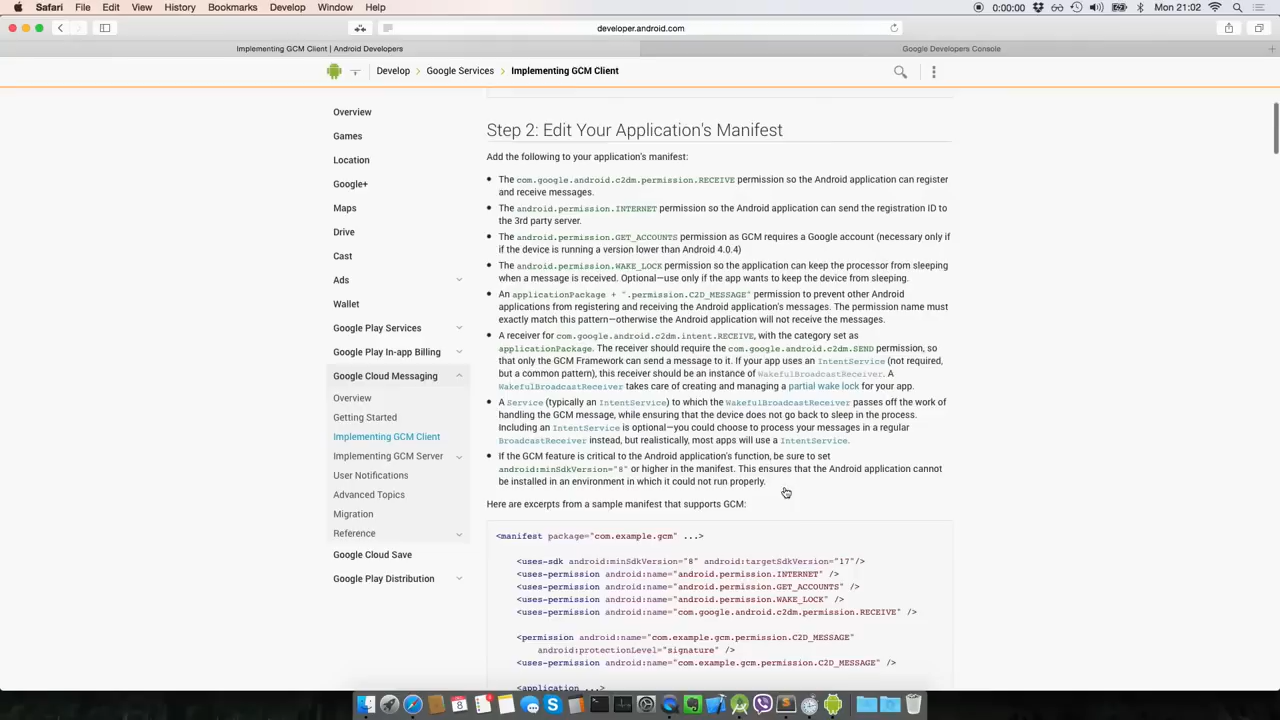 Safari File Edit View History Bookmarks Develop Window Help 0:00:00 Mon 21:02
developer.android.com
Implementing GCM Client | Android Developers Google Developers Console
Develop Google Services Implementing GCM Client
Overview
Games
Location
Google+
Maps
Drive
Cast
Ads
Wallet
Google Play Services
Google Play In-app Billing
Google Cloud Messaging
Overview
Getting Started
Implementing GCM Client
Implementing GCM Server
User Notifications
Advanced Topics
Migration
Reference
Google Cloud Save
Google Play Distribution
Step 2: Edit Your Application's Manifest
Add the following to your application's manifest:
The com.google.android.c2dm.permission.RECEIVE permission so the Android application can register
and receive messages.
The android.permission.INTERNET permission so the Android application can send the registration ID to
the 3rd party server.
The android.permission.GET_ACCOUNTS permission as GCM requires a Google account (necessary only if
if the device is running a version lower than Android 4.0.4)
The android.permission.WAKE_LOCK permission so the application can keep the processor from sleeping
when a message is received. Optional—use only if the app wants to keep the device from sleeping.
An applicationPackage + ".permission.C2D_MESSAGE" permission to prevent other Android
applications from registering and receiving the Android application's messages. The permission name must
exactly match this pattern—otherwise the Android application will not receive the messages.
A receiver for com.google.android.c2dm.intent.RECEIVE, with the category set as
applicationPackage. The receiver should require the com.google.android.c2dm.SEND permission, so
that only the GCM Framework can send a message to it. If your app uses an IntentService (not required,
but a common pattern), this receiver should be an instance of WakefulBroadcastReceiver. A
WakefulBroadcastReceiver takes care of creating and managing a partial wake lock for your app.
A Service (typically an IntentService) to which the WakefulBroadcastReceiver passes off the work of
handling the GCM message, while ensuring that the device does not go back to sleep in the process.
Including an IntentService is optional—you could choose to process your messages in a regular
BroadcastReceiver instead, but realistically, most apps will use a IntentService.
If the GCM feature is critical to the Android application's function, be sure to set
android:minSdkVersion="8" or higher in the manifest. This ensures that the Android application cannot
be installed in an environment in which it could not run properly.
Here are excerpts from a sample manifest that supports GCM:
<manifest package="com.example.gcm" ...>
<uses-sdk android:minSdkVersion="8" android:targetSdkVersion="17"/>
<uses-permission android:name="android.permission.INTERNET" />
<uses-permission android:name="android.permission.GET_ACCOUNTS" />
<uses-permission android:name="android.permission.WAKE_LOCK" />
<uses-permission android:name="com.google.android.c2dm.permission.RECEIVE" />
<permission android:name="com.example.gcm.permission.C2D_MESSAGE"
android:protectionLevel="signature" />
<uses-permission android:name="com.example.gcm.permission.C2D_MESSAGE" />
<application ...>